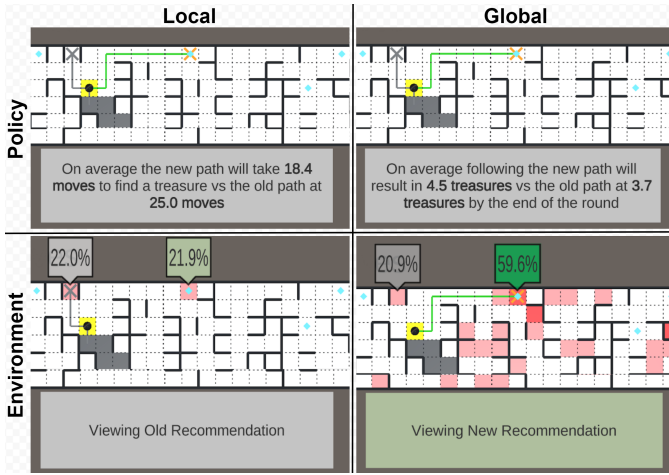 Local
Global
Policy
On average the new path will take 18.4
moves to find a treasure vs the old path at
25.0 moves
On average following the new path will
result in 4.5 treasures vs the old path at 3.7
treasures by the end of the round
Environment
22.0%
21.9%
Viewing Old Recommendation
20.9%
59.6%
Viewing New Recommendation